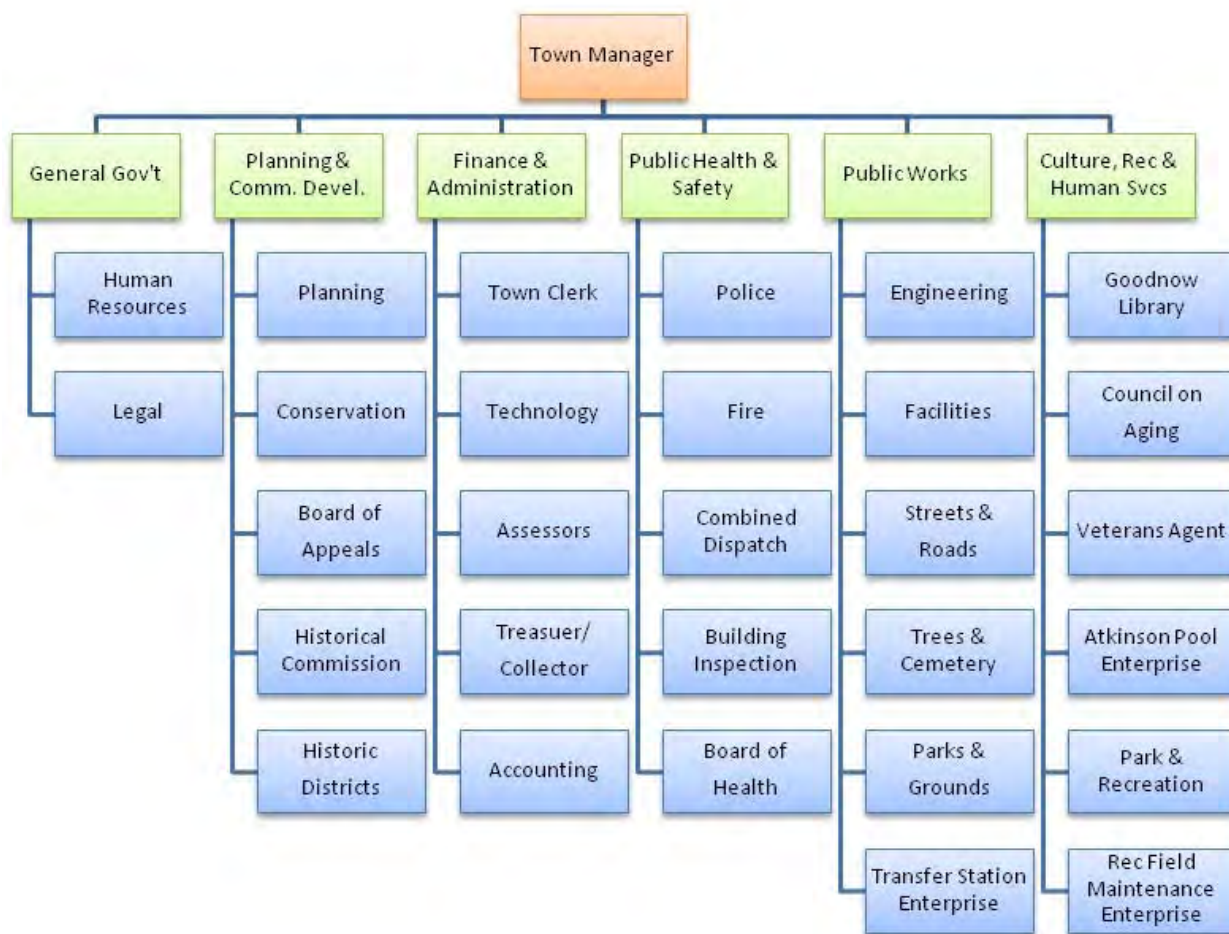 Town Manager
General Gov't
Planning &
Comm. Devel.
Finance &
Administration
Public Health &
Safety
Public Works
Culture, Rec &
Human Svcs
Human
Resources
Legal
Planning
Conservation
Board of
Appeals
Historical
Commission
Historic
Districts
Town Clerk
Technology
Assessors
Treasuer/
Collector
Accounting
Police
Fire
Combined
Dispatch
Building
Inspection
Board of
Health
Engineering
Facilities
Streets &
Roads
Trees &
Cemetery
Parks &
Grounds
Transfer Station
Enterprise
Goodnow
Library
Council on
Aging
Veterans Agent
Atkinson Pool
Enterprise
Park &
Recreation
Rec Field
Maintenance
Enterprise